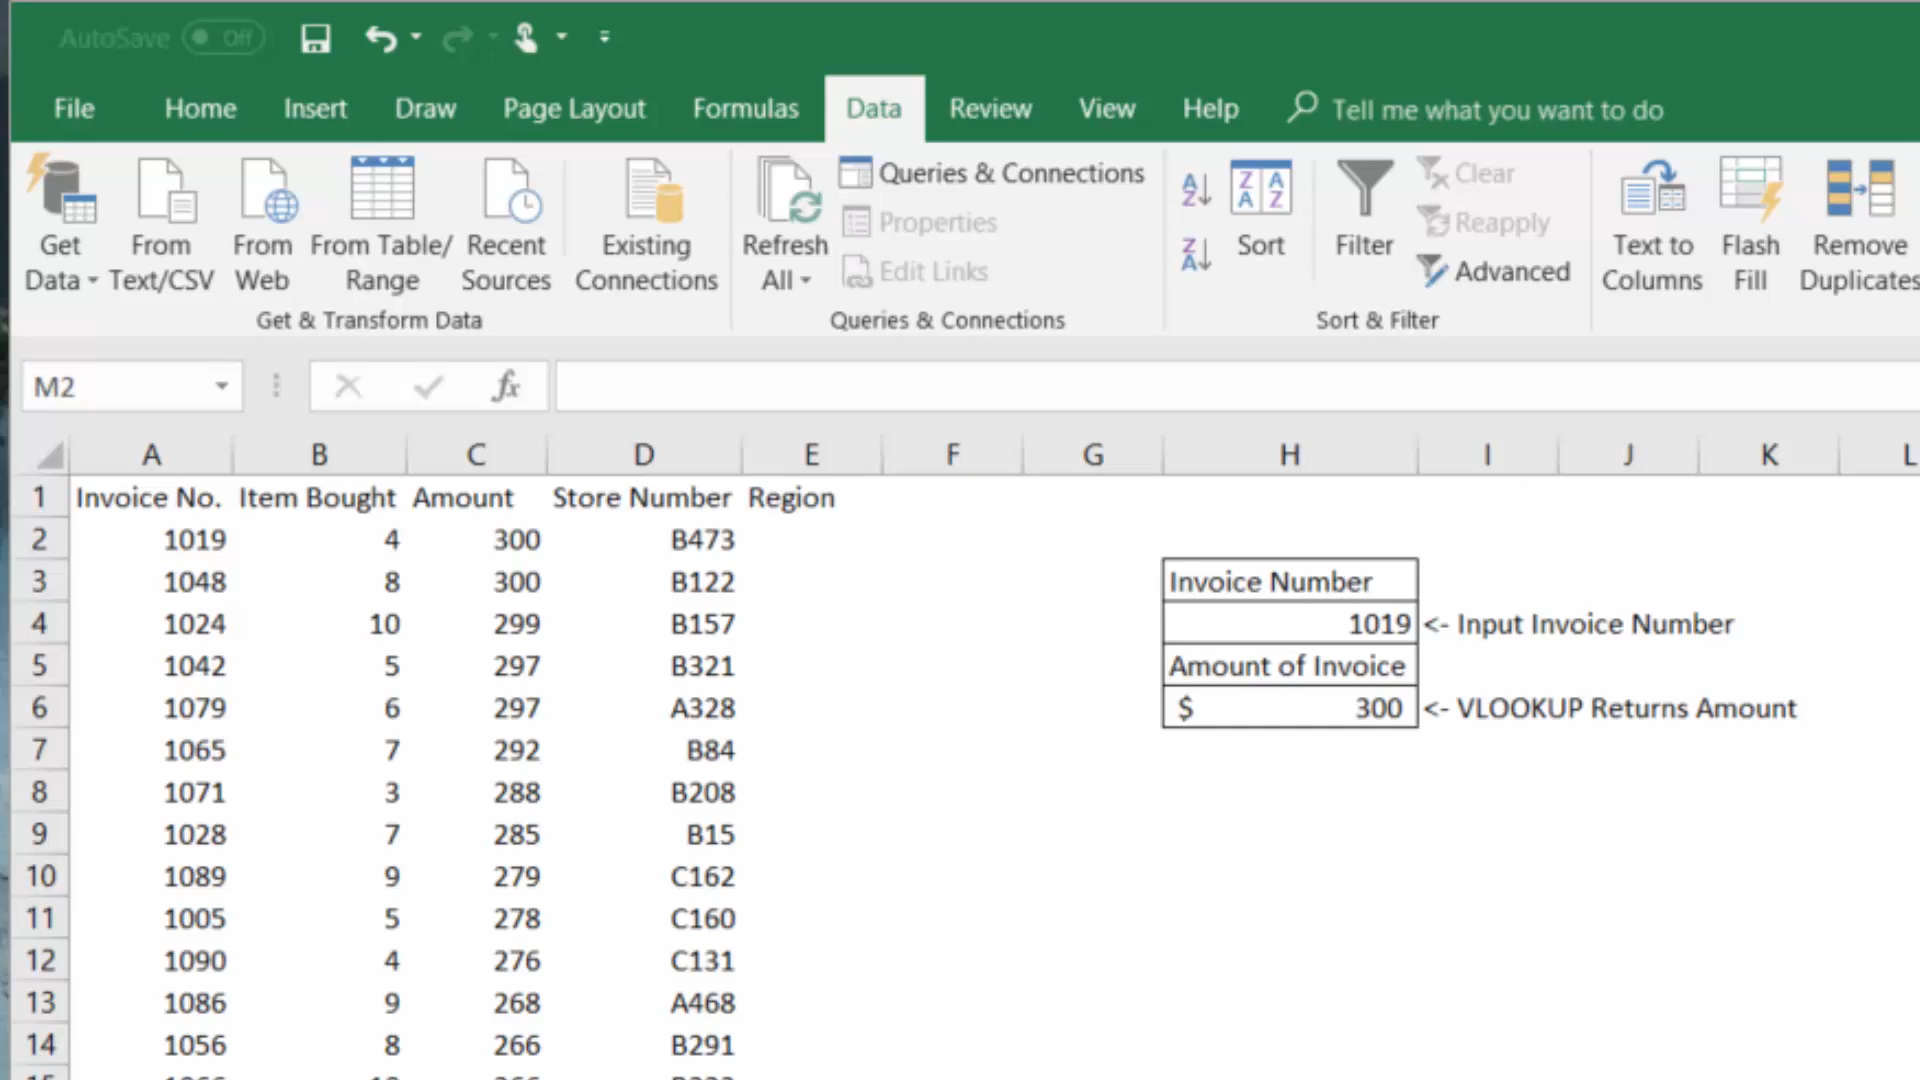 AutoSave Off
File Home Insert Draw Page Layout Formulas Data Review View Help Tell me what you want to do
Get Data From Text/CSV From Web From Table/ Range Recent Sources Existing Connections
Get & Transform Data
Refresh All Queries & Connections Properties Edit Links
Queries & Connections
Sort Filter Clear Reapply Advanced
Sort & Filter
Text to Columns Flash Fill Remove Duplicates
M2 fx
A B C D E F G H I J K L
1 Invoice No. Item Bought Amount Store Number Region
2 1019 4 300 B473
3 1048 8 300 B122 Invoice Number
4 1024 10 299 B157 1019 <- Input Invoice Number
5 1042 5 297 B321 Amount of Invoice
6 1079 6 297 A328 $ 300 <- VLOOKUP Returns Amount
7 1065 7 292 B84
8 1071 3 288 B208
9 1028 7 285 B15
10 1089 9 279 C162
11 1005 5 278 C160
12 1090 4 276 C131
13 1086 9 268 A468
14 1056 8 266 B291